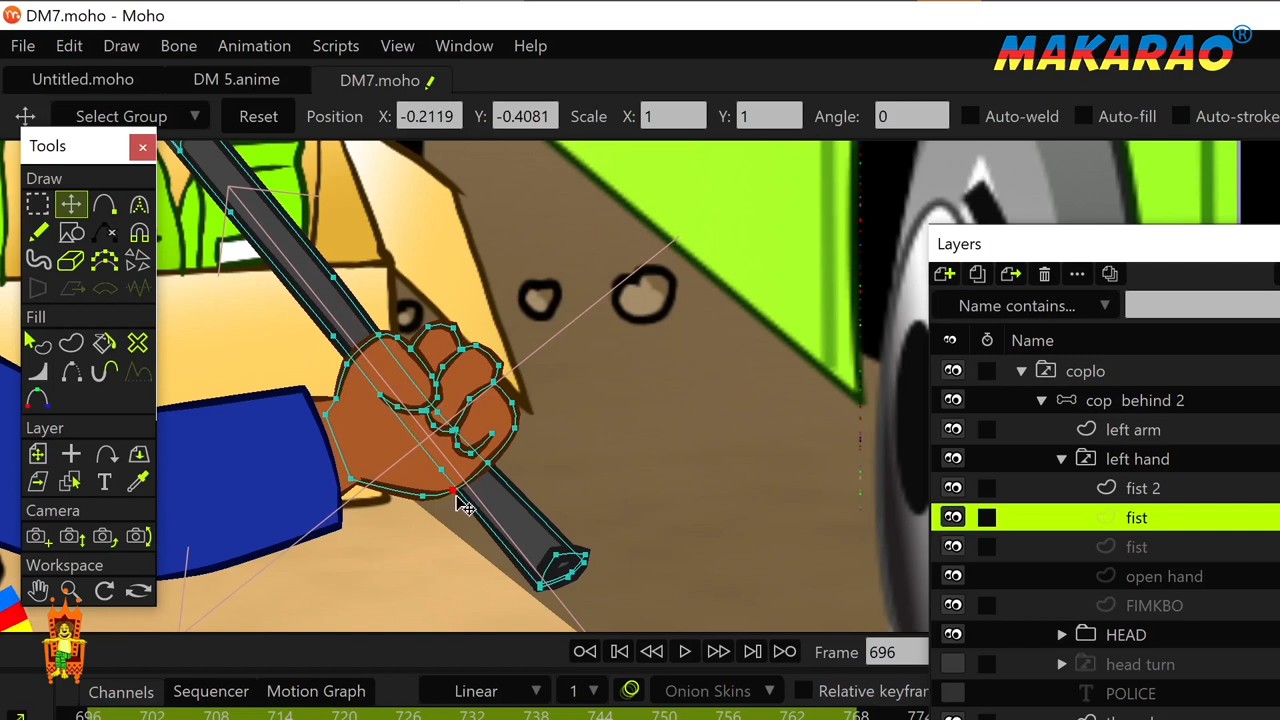 DM7.moho - Moho
File Edit Draw Bone Animation Scripts View Window Help
MAKARAO®
Untitled.moho DM 5.anime DM7.moho
Select Group Reset Position X: -0.2119 Y: -0.4081 Scale X: 1 Y: 1 Angle: 0 Auto-weld Auto-fill Auto-stroke
Tools
Draw
Fill
Layer
Camera
Workspace
Layers
Name contains...
Name
coplo
cop behind 2
left arm
left hand
fist 2
fist
fist
open hand
FIMKBO
HEAD
head turn
POLICE
Frame 696
Channels Sequencer Motion Graph Linear 1 Onion Skins Relative keyfran
696 702 708 714 720 726 732 738 744 750 756 762 768 774